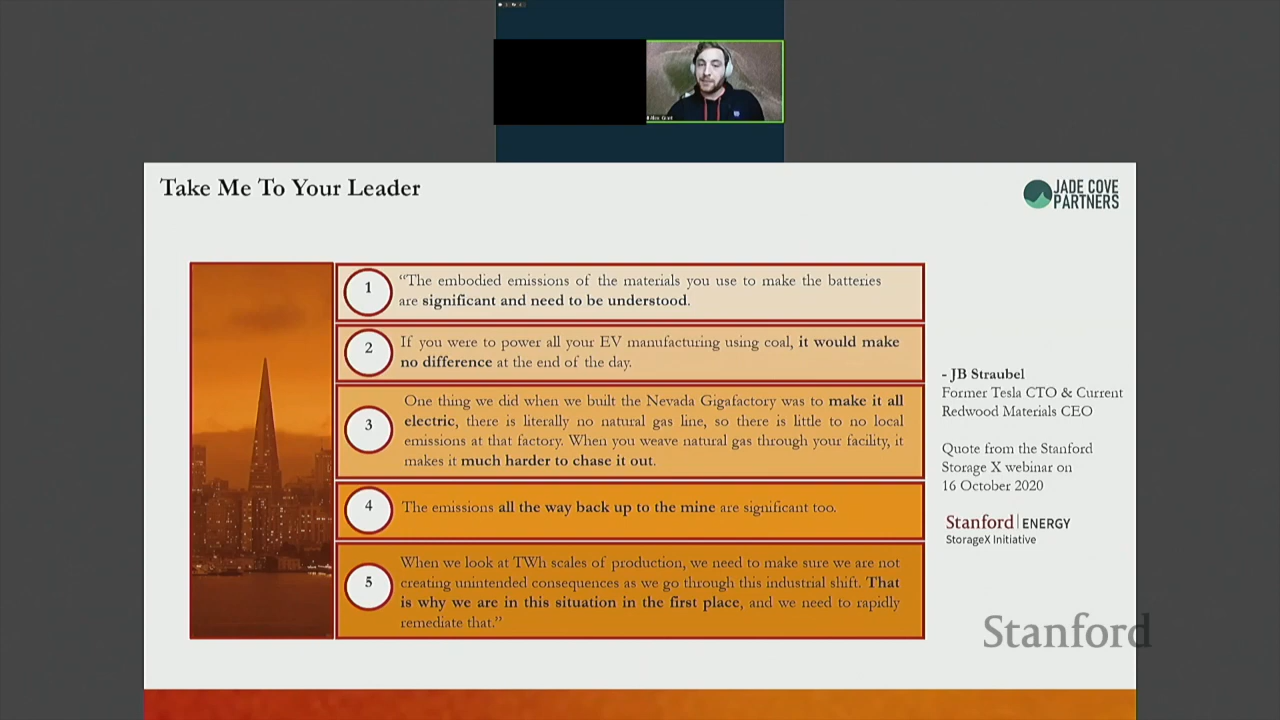 Take Me To Your Leader
JADE COVE
PARTNERS
1
“The embodied emissions of the materials you use to make the batteries
are significant and need to be understood.
2
If you were to power all your EV manufacturing using coal, it would make
no difference at the end of the day.
3
One thing we did when we built the Nevada Gigafactory was to make it all
electric, there is literally no natural gas line, so there is little to no local
emissions at that factory. When you weave natural gas through your facility, it
makes it much harder to chase it out.
4
The emissions all the way back up to the mine are significant too.
5
When we look at TWh scales of production, we need to make sure we are not
creating unintended consequences as we go through this industrial shift. That
is why we are in this situation in the first place, and we need to rapidly
remediate that.”
- JB Straubel
Former Tesla CTO & Current
Redwood Materials CEO
Quote from the Stanford
Storage X webinar on
16 October 2020
Stanford | ENERGY
StorageX Initiative
Stanford